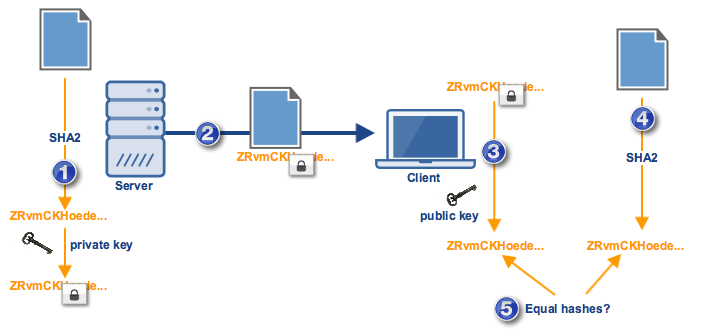 SHA2
1
ZRvmCKHoede...
private key
ZRvmCKHoede...
Server
2
ZRvmCKHoede...
Client
ZRvmCKHoede...
3
public key
ZRvmCKHoede...
4
SHA2
ZRvmCKHoede...
5 Equal hashes?